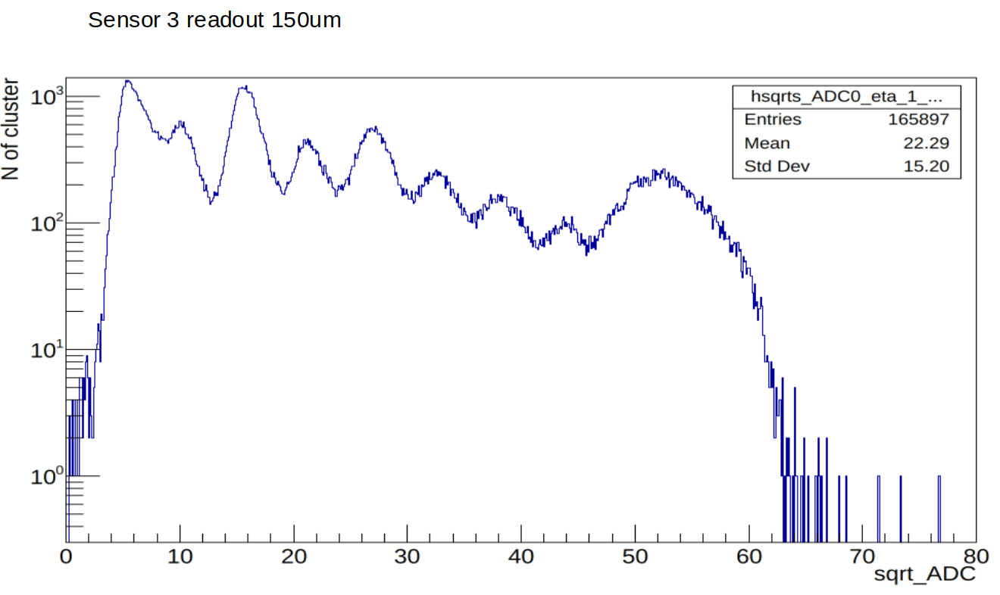 Sensor 3 readout 150um
N of cluster
hsqrts_ADC0_eta_1_...
Entries 165897
Mean 22.29
Std Dev 15.20
10³
10²
10¹
10⁰
0 10 20 30 40 50 60 70 80
sqrt_ADC